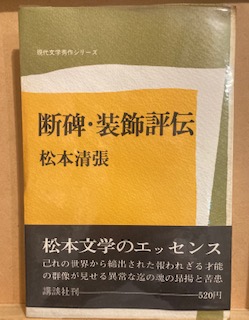 現代文学秀作シリーズ
断碑・装飾評伝
松本清張
松本文学のエッセンス
己れの世界から締出された報われざる才能
の群像が見せる異常な迄の魂の昂揚と苦悲
講談社刊━━520円